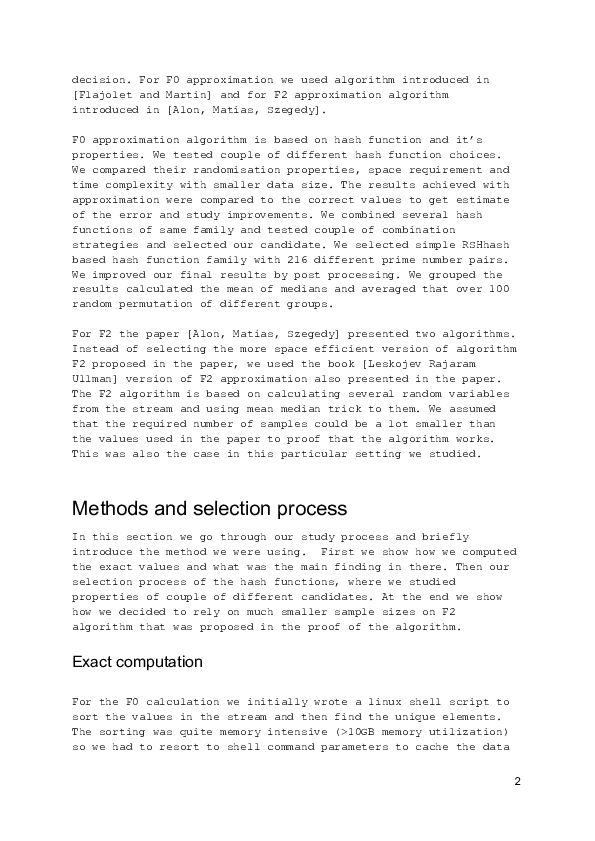 decision. For F0 approximation we used algorithm introduced in
[Flajolet and Martin] and for F2 approximation algorithm
introduced in [Alon, Matias, Szegedy].
F0 approximation algorithm is based on hash function and it’s
properties. We tested couple of different hash function choices.
We compared their randomisation properties, space requirement and
time complexity with smaller data size. The results achieved with
approximation were compared to the correct values to get estimate
of the error and study improvements. We combined several hash
functions of same family and tested couple of combination
strategies and selected our candidate. We selected simple RSHhash
based hash function family with 216 different prime number pairs.
We improved our final results by post processing. We grouped the
results calculated the mean of medians and averaged that over 100
random permutation of different groups.
For F2 the paper [Alon, Matias, Szegedy] presented two algorithms.
Instead of selecting the more space efficient version of algorithm
F2 proposed in the paper, we used the book [Leskojev Rajaram
Ullman] version of F2 approximation also presented in the paper.
The F2 algorithm is based on calculating several random variables
from the stream and using mean median trick to them. We assumed
that the required number of samples could be a lot smaller than
the values used in the paper to proof that the algorithm works.
This was also the case in this particular setting we studied.
Methods and selection process
In this section we go through our study process and briefly
introduce the method we were using.  First we show how we computed
the exact values and what was the main finding in there. Then our
selection process of the hash functions, where we studied
properties of couple of different candidates. At the end we show
how we decided to rely on much smaller sample sizes on F2
algorithm that was proposed in the proof of the algorithm.
Exact computation
For the F0 calculation we initially wrote a linux shell script to
sort the values in the stream and then find the unique elements.
The sorting was quite memory intensive (>10GB memory utilization)
so we had to resort to shell command parameters to cache the data
2